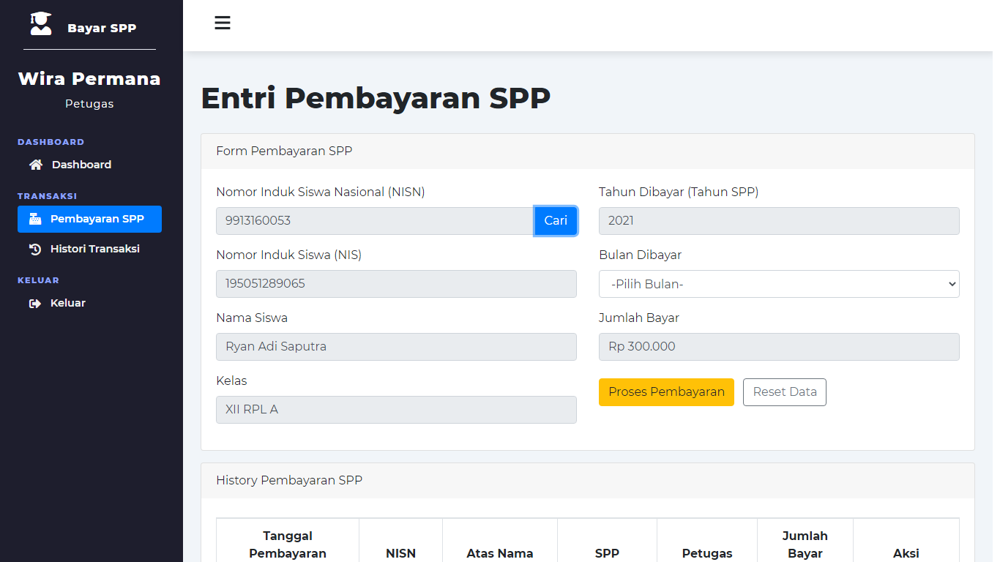 Bayar SPP
Wira Permana
Petugas
DASHBOARD
Dashboard
TRANSAKSI
Pembayaran SPP
Histori Transaksi
KELUAR
Keluar
Entri Pembayaran SPP
Form Pembayaran SPP
Nomor Induk Siswa Nasional (NISN)
9913160053 Cari
Nomor Induk Siswa (NIS)
195051289065
Nama Siswa
Ryan Adi Saputra
Kelas
XII RPL A
Tahun Dibayar (Tahun SPP)
2021
Bulan Dibayar
-Pilih Bulan-
Jumlah Bayar
Rp 300.000
Proses Pembayaran Reset Data
History Pembayaran SPP
Tanggal Pembayaran
NISN
Atas Nama
SPP
Petugas
Jumlah Bayar
Aksi